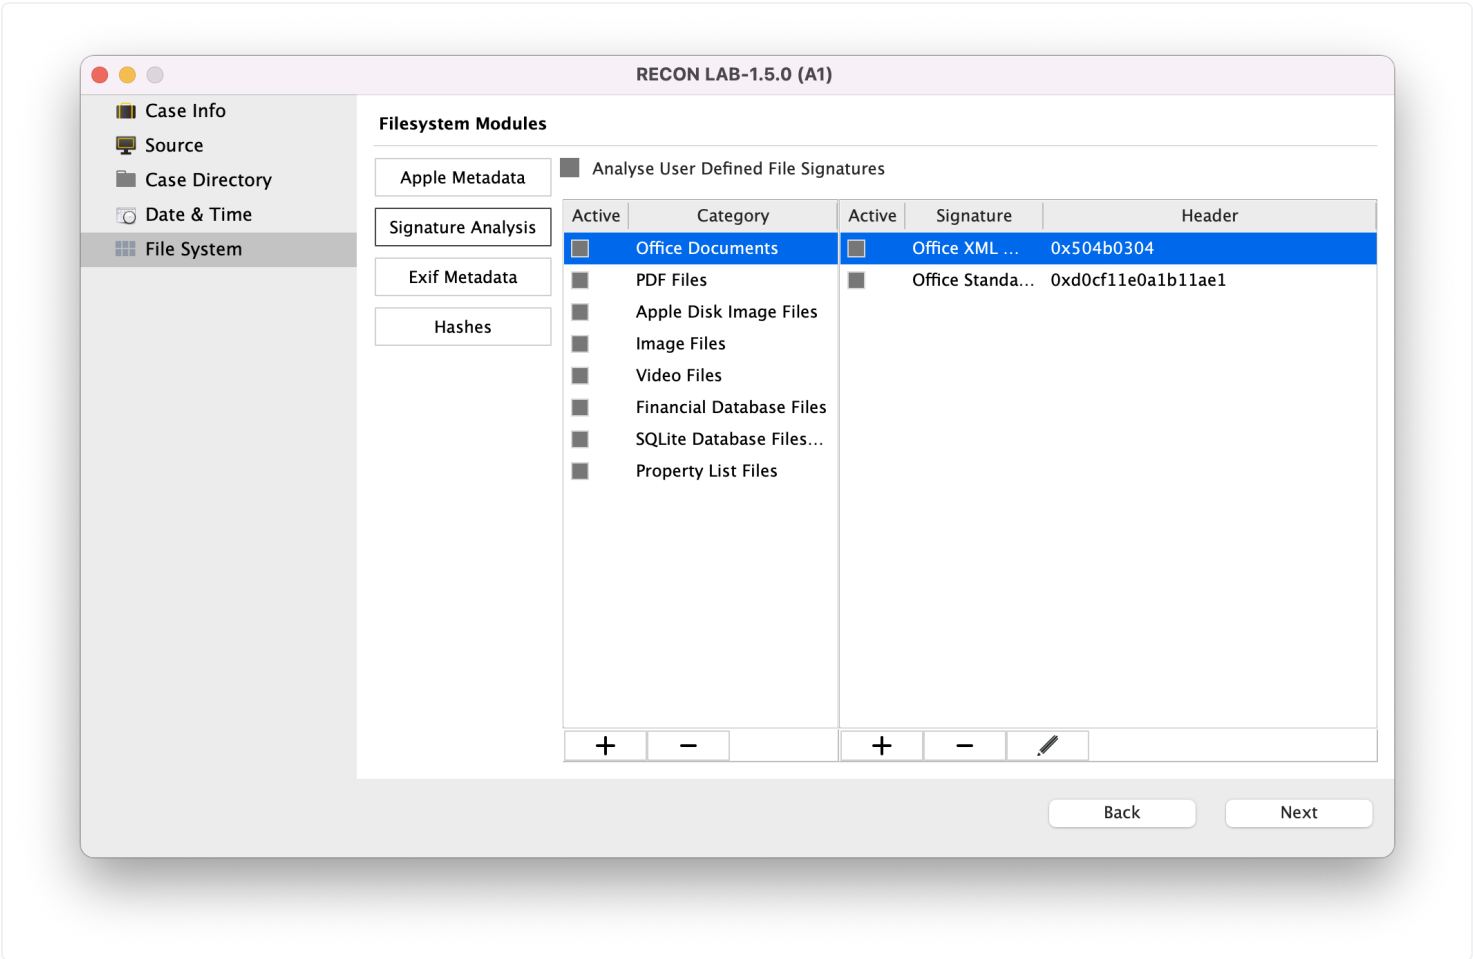 RECON LAB-1.5.0 (A1)
Case Info
Source
Case Directory
Date & Time
File System
Filesystem Modules
Apple Metadata
Signature Analysis
Exif Metadata
Hashes
Analyse User Defined File Signatures
Active Category Active Signature Header
Office Documents Office XML ... 0x504b0304
PDF Files Office Standa... 0xd0cf11e0a1b11ae1
Apple Disk Image Files
Image Files
Video Files
Financial Database Files
SQLite Database Files...
Property List Files
+ − + −
Back Next